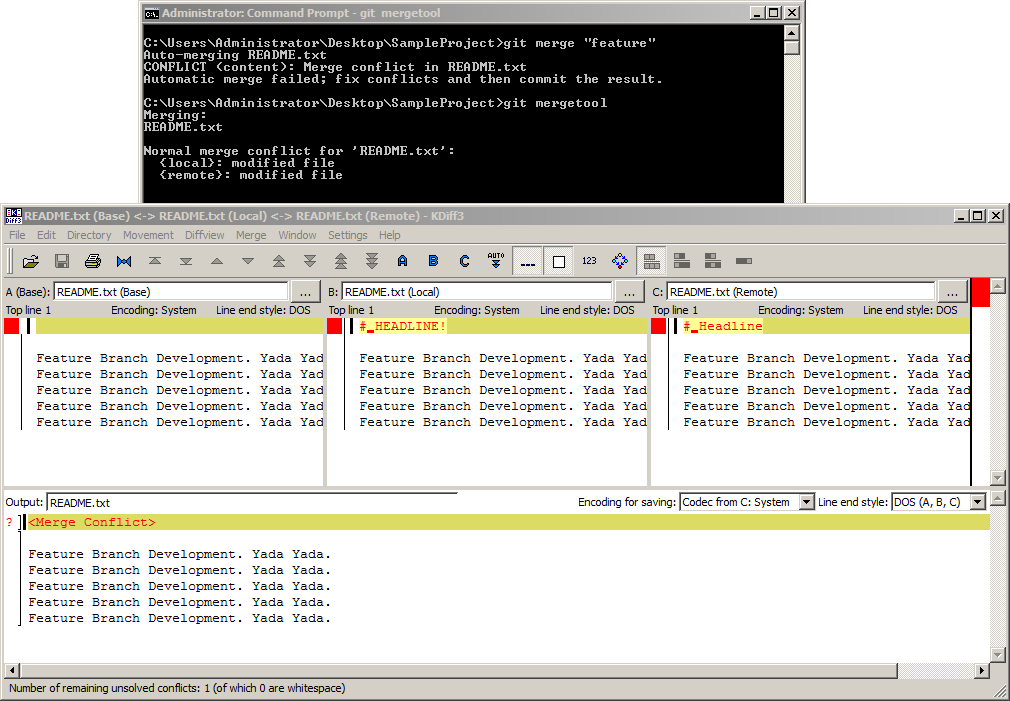 Administrator: Command Prompt - git mergetool
C:\Users\Administrator\Desktop\SampleProject>git merge "feature"
Auto-merging README.txt
CONFLICT (content): Merge conflict in README.txt
Automatic merge failed; fix conflicts and then commit the result.
C:\Users\Administrator\Desktop\SampleProject>git mergetool
Merging:
README.txt
Normal merge conflict for 'README.txt':
{local}: modified file
{remote}: modified file
README.txt (Base) <-> README.txt (Local) <-> README.txt (Remote) - KDiff3
File Edit Directory Movement Diffview Merge Window Settings Help
A B C AUTO 123
A (Base): README.txt (Base) ... B: README.txt (Local) ... C: README.txt (Remote) ...
Top line 1 Encoding: System Line end style: DOS Top line 1 Encoding: System Line end style: DOS Top line 1 Encoding: System Line end style: DOS
#_HEADLINE! #_Headline
Feature Branch Development. Yada Yad Feature Branch Development. Yada Yad Feature Branch Development. Yada Yad
Feature Branch Development. Yada Yad Feature Branch Development. Yada Yad Feature Branch Development. Yada Yad
Feature Branch Development. Yada Yad Feature Branch Development. Yada Yad Feature Branch Development. Yada Yad
Feature Branch Development. Yada Yad Feature Branch Development. Yada Yad Feature Branch Development. Yada Yad
Feature Branch Development. Yada Yad Feature Branch Development. Yada Yad Feature Branch Development. Yada Yad
Output: README.txt Encoding for saving: Codec from C: System Line end style: DOS (A, B, C)
? <Merge Conflict>
Feature Branch Development. Yada Yada.
Feature Branch Development. Yada Yada.
Feature Branch Development. Yada Yada.
Feature Branch Development. Yada Yada.
Feature Branch Development. Yada Yada.
Number of remaining unsolved conflicts: 1 (of which 0 are whitespace)